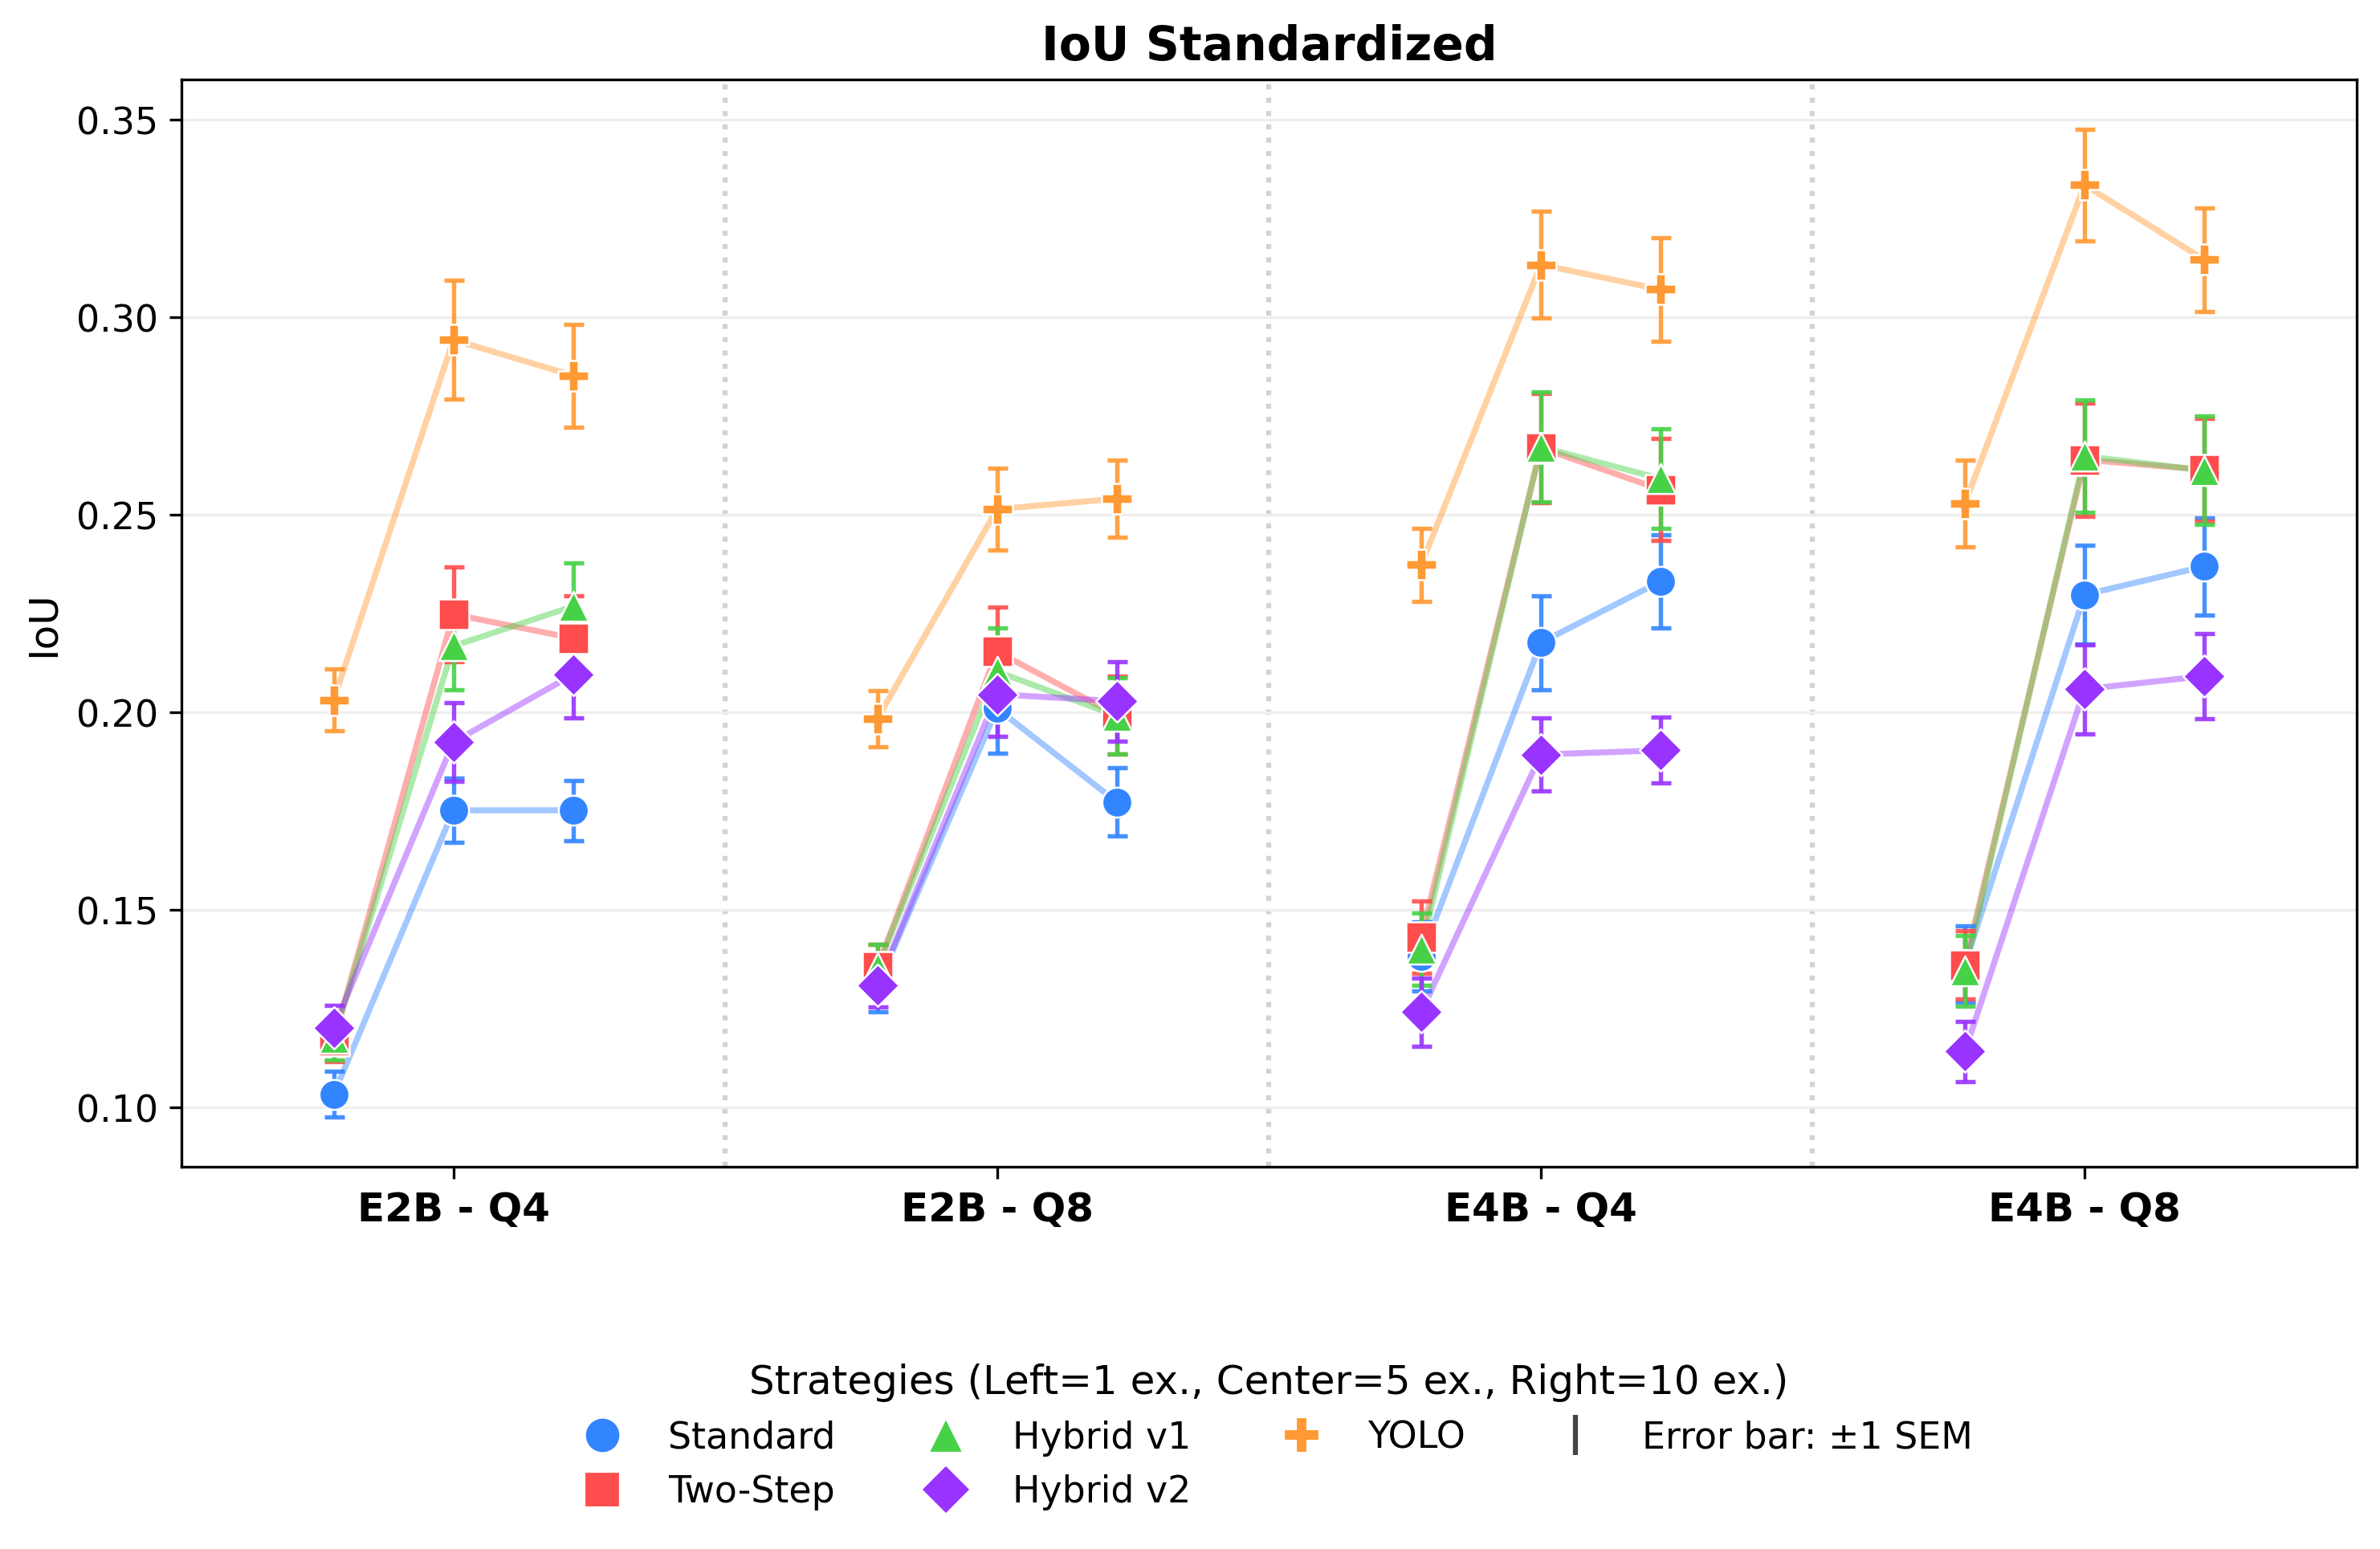 IoU Standardized
0.35
0.30
0.25
0.20
0.15
0.10
IoU
E2B - Q4
E2B - Q8
E4B - Q4
E4B - Q8
Strategies (Left=1 ex., Center=5 ex., Right=10 ex.)
Standard
Hybrid v1
YOLO
Error bar: ±1 SEM
Two-Step
Hybrid v2